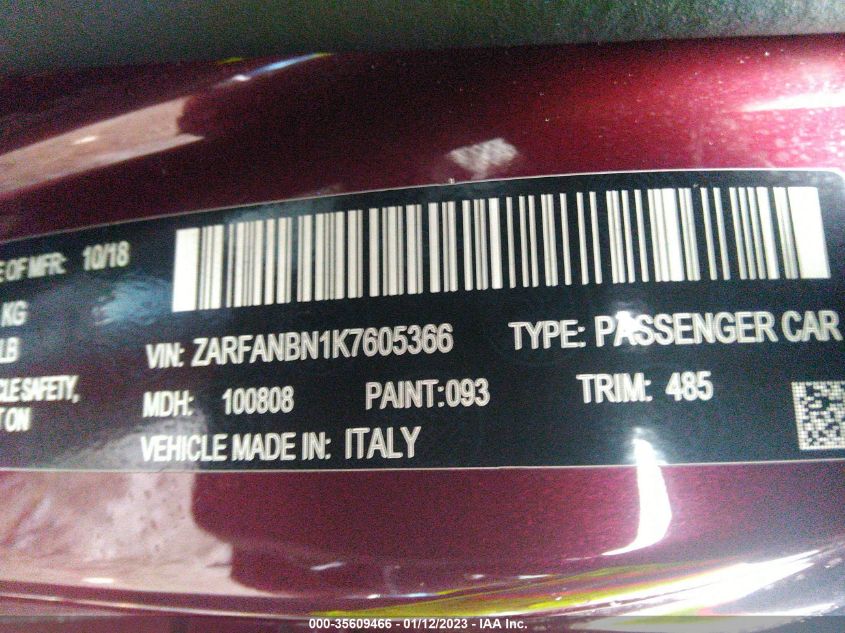 E OF MFR: 10/18
KG
LB
VIN: ZARFANBN1K7605366 TYPE: PASSENGER CAR
CLE SAFETY,
T ON
MDH: 100808 PAINT:093 TRIM: 485
VEHICLE MADE IN: ITALY
000-35609466 - 01/12/2023 - IAA Inc.